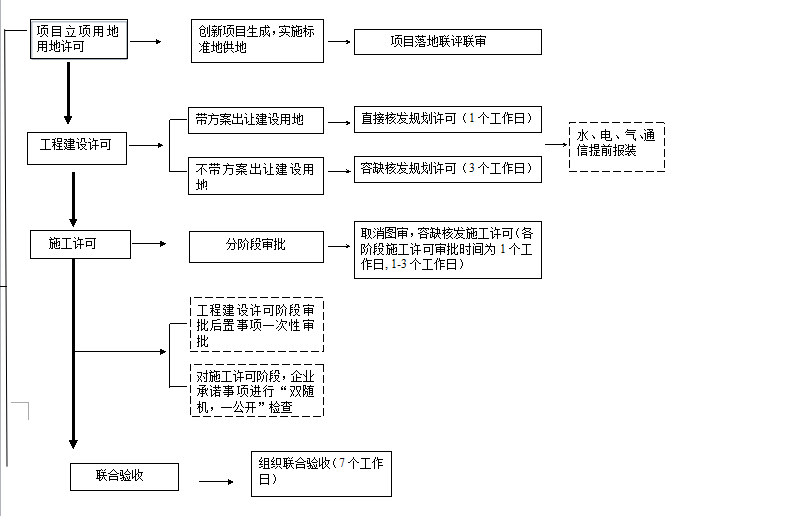 项目立项用地
用地许可
创新项目生成,实施标
准地供地
项目落地联评联审
工程建设许可
带方案出让建设用地
直接核发规划许可(1个工作日)
水、电、气、通
信提前报装
不带方案出让建设用
地
容缺核发规划许可(3个工作日)
施工许可
分阶段审批
取消图审,容缺核发施工许可(各
阶段施工许可审批时间为1个工
作日,1-3个工作日)
工程建设许可阶段审
批后置事项一次性审
批
对施工许可阶段,企业
承诺事项进行“双随
机,一公开”检查
联合验收
组织联合验收(7个工作
日)